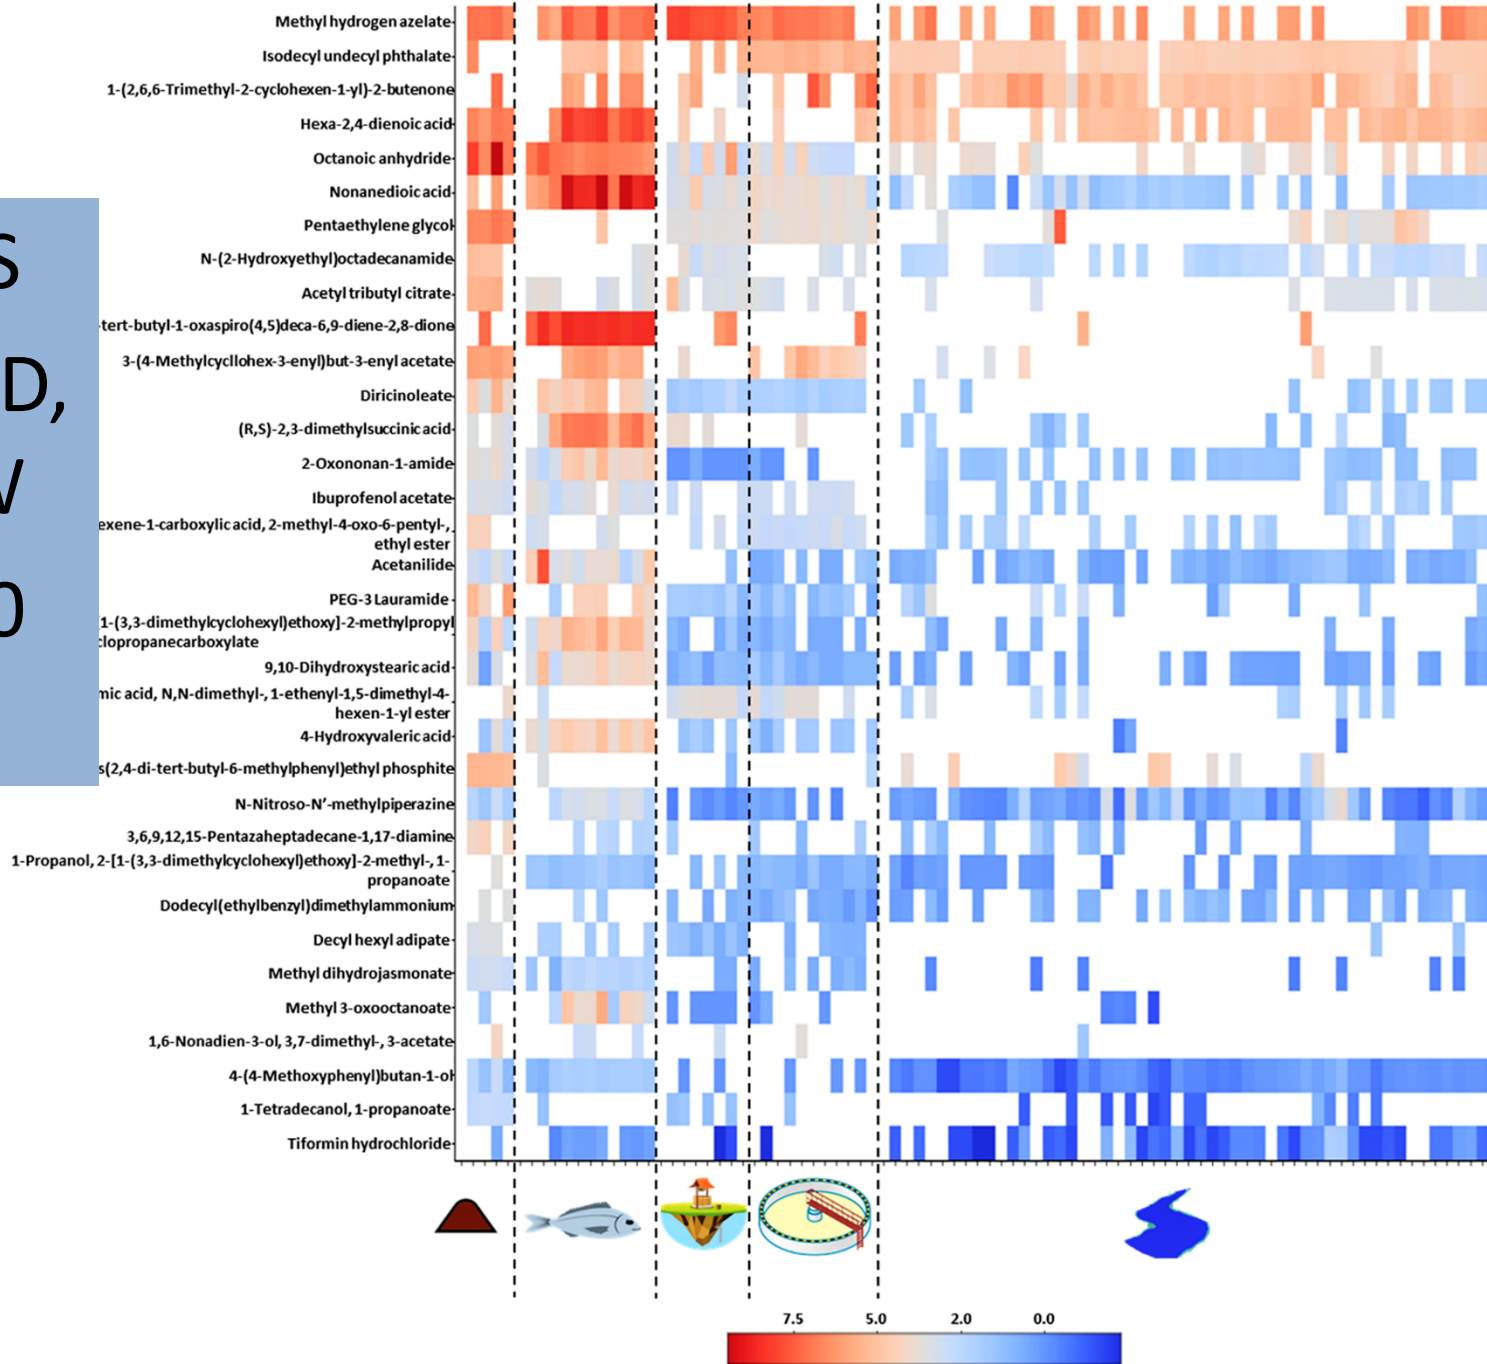 Methyl hydrogen azelate
Isodecyl undecyl phthalate
1-(2,6,6-Trimethyl-2-cyclohexen-1-yl)-2-butenone
Hexa-2,4-dienoic acid
Octanoic anhydride
Nonanedioic acid
Pentaethylene glycol
N-(2-Hydroxyethyl)octadecanamide
Acetyl tributyl citrate
-tert-butyl-1-oxaspiro(4,5)deca-6,9-diene-2,8-dione
3-(4-Methylcycllohex-3-enyl)but-3-enyl acetate
Diricinoleate
(R,S)-2,3-dimethylsuccinic acid
2-Oxononan-1-amide
Ibuprofenol acetate
exene-1-carboxylic acid, 2-methyl-4-oxo-6-pentyl-,
ethyl ester
Acetanilide
PEG-3 Lauramide
[1-(3,3-dimethylcyclohexyl)ethoxy]-2-methylpropyl
clopropanecarboxylate
9,10-Dihydroxystearic acid
mic acid, N,N-dimethyl-, 1-ethenyl-1,5-dimethyl-4-
hexen-1-yl ester
4-Hydroxyvaleric acid
s(2,4-di-tert-butyl-6-methylphenyl)ethyl phosphite
N-Nitroso-N’-methylpiperazine
3,6,9,12,15-Pentazaheptadecane-1,17-diamine
1-Propanol, 2-[1-(3,3-dimethylcyclohexyl)ethoxy]-2-methyl-, 1-
propanoate
Dodecyl(ethylbenzyl)dimethylammonium
Decyl hexyl adipate
Methyl dihydrojasmonate
Methyl 3-oxooctanoate
1,6-Nonadien-3-ol, 3,7-dimethyl-, 3-acetate
4-(4-Methoxyphenyl)butan-1-ol
1-Tetradecanol, 1-propanoate
Tiformin hydrochloride
S
D,
0
7.5 5.0 2.0 0.0